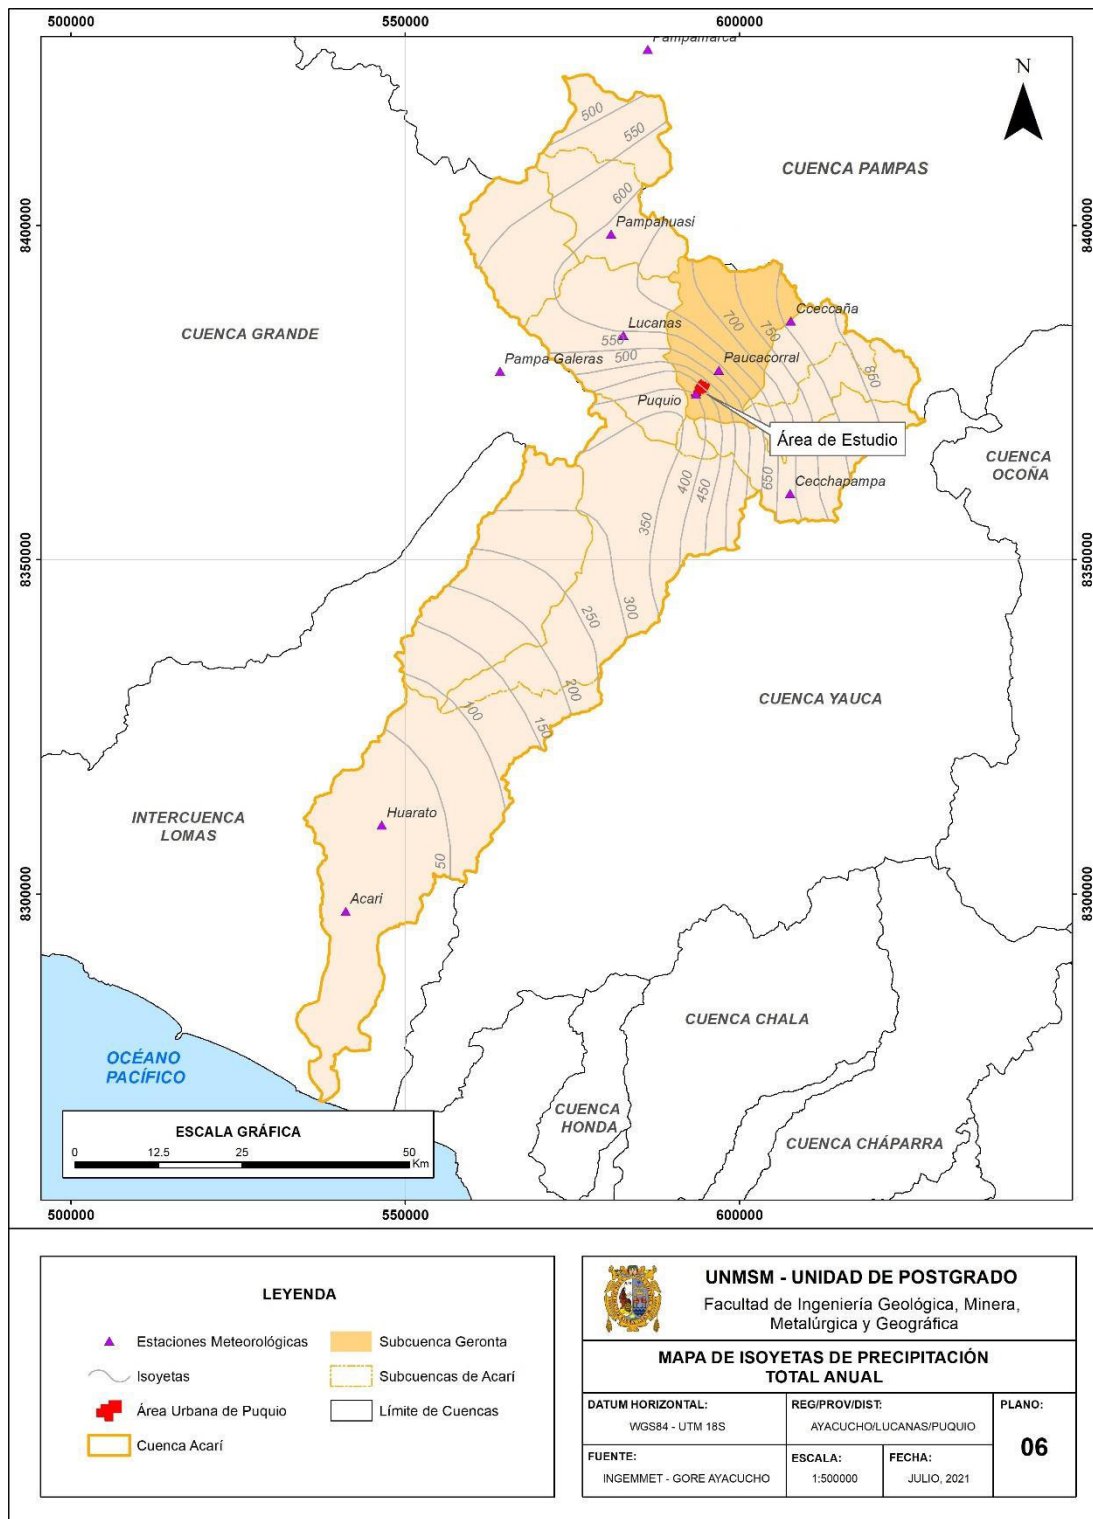 500000
550000
600000
Pampamarca
N
500
550
CUENCA PAMPAS
600
8400000
Pampahuasi
8400000
CUENCA GRANDE
Lucanas
700
750
Cceccaña
550
500
Pampa Galeras
Paucacorral
850
Puquio
Área de Estudio
CUENCA
OCOÑA
400
450
650
Cecchapampa
350
8350000
8350000
300
250
200
CUENCA YAUCA
100
150
INTERCUENCA
LOMAS
Huarato
50
8300000
Acari
8300000
CUENCA CHALA
OCÉANO
PACÍFICO
CUENCA
HONDA
CUENCA CHÁPARRA
ESCALA GRÁFICA
0 12.5 25 50
Km
500000
550000
600000
LEYENDA
Estaciones Meteorológicas
Isoyetas
Área Urbana de Puquio
Cuenca Acarí
Subcuenca Geronta
Subcuencas de Acarí
Límite de Cuencas
UNMSM - UNIDAD DE POSTGRADO
Facultad de Ingeniería Geológica, Minera,
Metalúrgica y Geográfica
MAPA DE ISOYETAS DE PRECIPITACIÓN
TOTAL ANUAL
DATUM HORIZONTAL:
WGS84 - UTM 18S
REG/PROV/DIST:
AYACUCHO/LUCANAS/PUQUIO
PLANO:
06
FUENTE:
INGEMMET - GORE AYACUCHO
ESCALA:
1:500000
FECHA:
JULIO, 2021